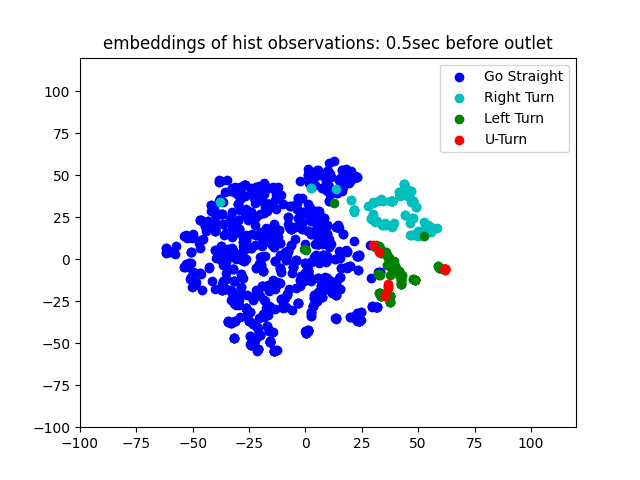 embeddings of hist observations: 0.5sec before outlet
Go Straight
Right Turn
Left Turn
U-Turn
100
75
50
25
0
−25
−50
−75
−100
−100 −75 −50 −25 0 25 50 75 100